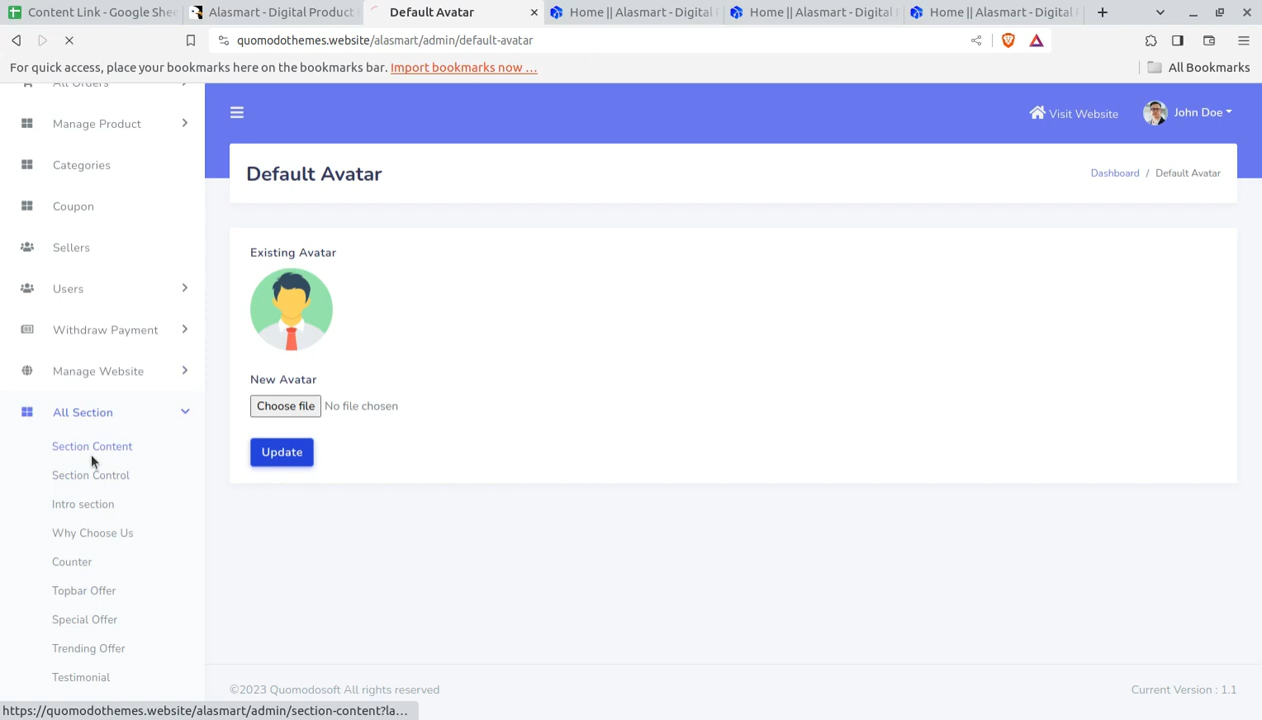 Content Link - Google Shee
Alasmart - Digital Product
Default Avatar
Home || Alasmart - Digital
Home || Alasmart - Digital
Home || Alasmart - Digital
quomodothemes.website/alasmart/admin/default-avatar
For quick access, place your bookmarks here on the bookmarks bar. Import bookmarks now ...
All Bookmarks
All Orders
Manage Product
Categories
Coupon
Sellers
Users
Withdraw Payment
Manage Website
All Section
Section Content
Section Control
Intro section
Why Choose Us
Counter
Topbar Offer
Special Offer
Trending Offer
Testimonial
Visit Website
John Doe
Default Avatar
Dashboard / Default Avatar
Existing Avatar
New Avatar
Choose file No file chosen
Update
©2023 Quomodosoft All rights reserved
Current Version : 1.1
https://quomodothemes.website/alasmart/admin/section-content?la...